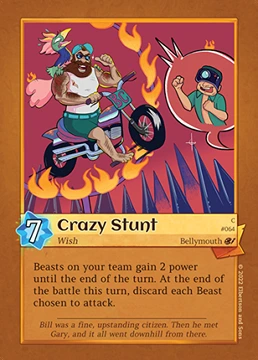 C
#064
7
Crazy Stunt
Wish
Bellymouth
Beasts on your team gain 2 power
until the end of the turn. At the end of
the battle this turn, discard each Beast
chosen to attack.
Bill was a fine, upstanding citizen. Then he met
Gary, and it all went downhill from there.
© 2022 Elbertson and Sons